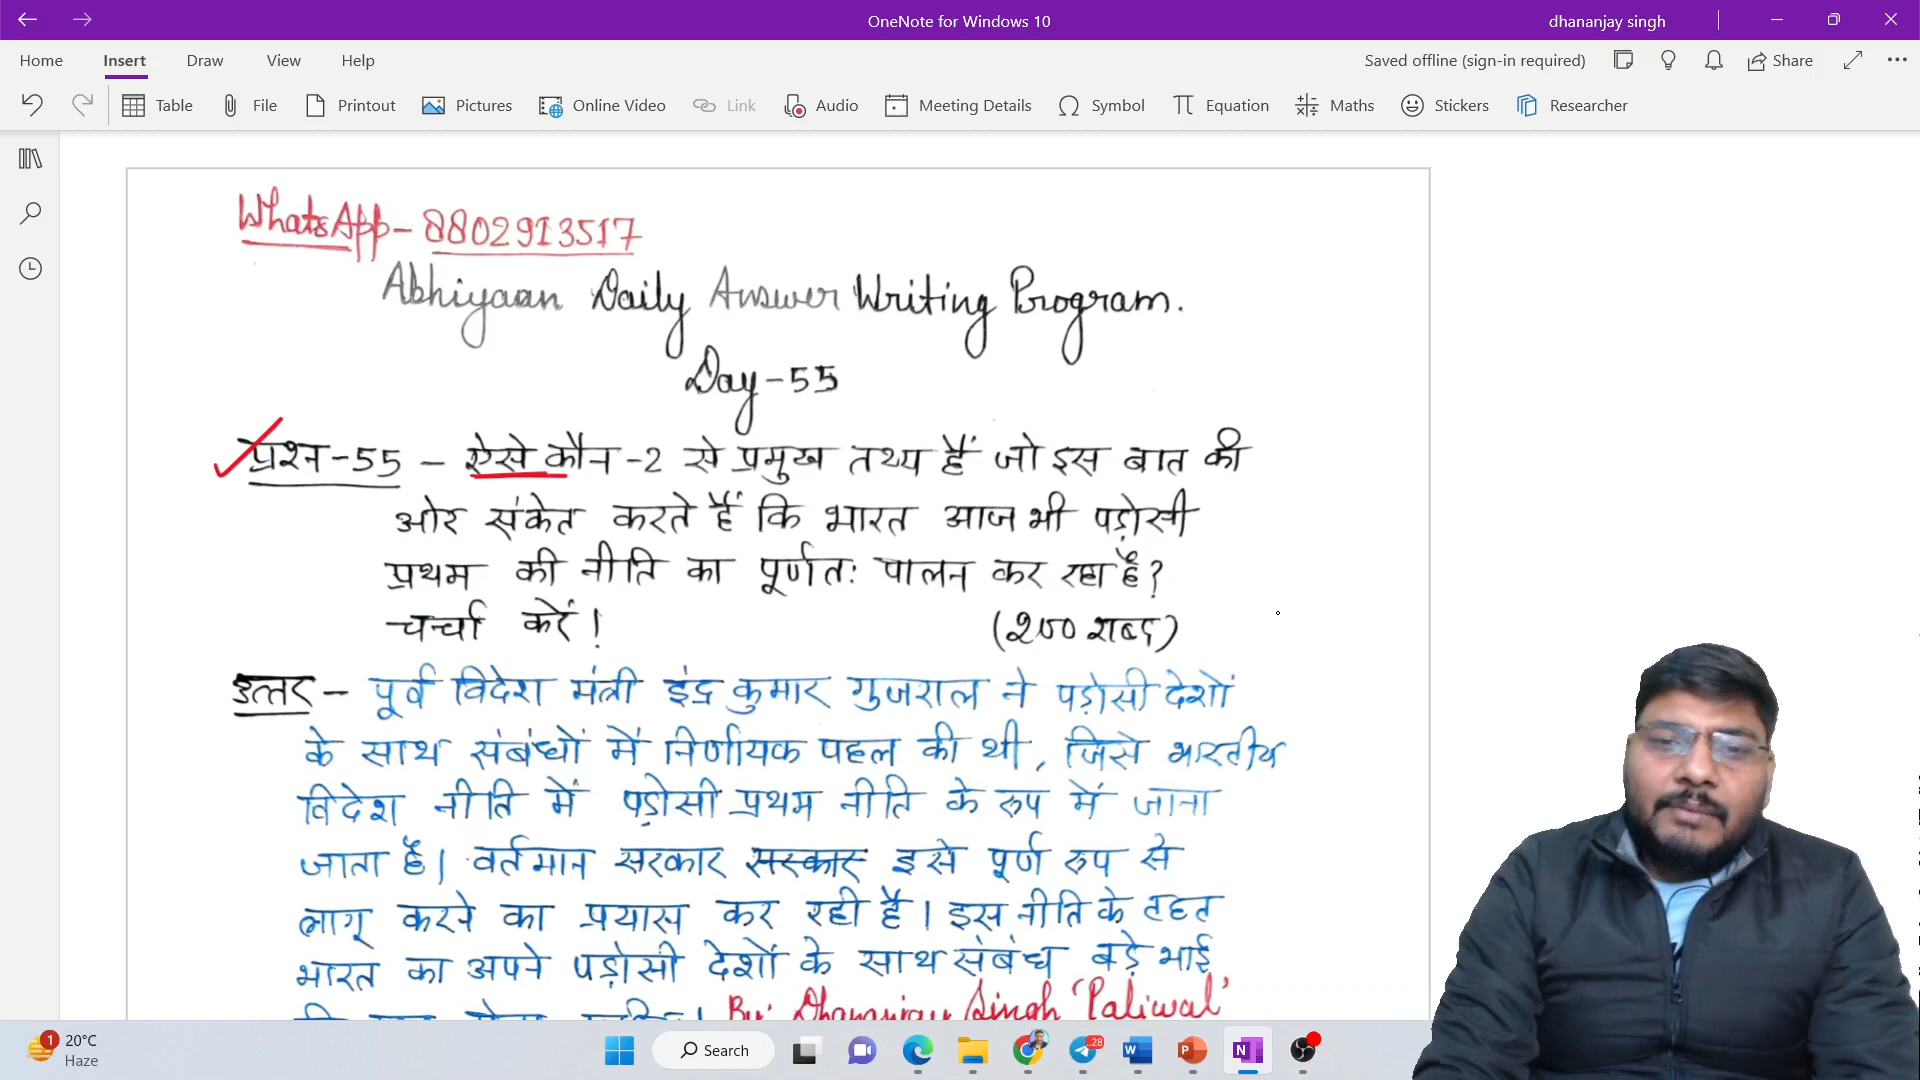 OneNote for Windows 10
dhananjay singh
Home Insert Draw View Help
Saved offline (sign-in required) Share
Table File Printout Pictures Online Video Link Audio Meeting Details Symbol Equation Maths Stickers Researcher
WhatsApp - 8802913517
Abhiyaan Daily Answer Writing Program.
Day - 55
प्रश्न-55 - ऐसे कौन-2 से प्रमुख तथ्य हैं जो इस बात की
ओर संकेत करते हैं कि भारत आज भी पड़ोसी
प्रथम की नीति का पूर्णतः पालन कर रहा है?
चर्चा करें! (200 शब्द)
उत्तर - पूर्व विदेश मंत्री इंद्र कुमार गुजराल ने पड़ोसी देशों
के साथ संबंधों में निर्णायक पहल की थी, जिसे भारतीय
विदेश नीति में पड़ोसी प्रथम नीति के रूप में जाना
जाता है। वर्तमान सरकार सरकार इसे पूर्ण रूप से
लागू करने का प्रयास कर रही है। इस नीति के तहत
भारत का अपने पड़ोसी देशों के साथ संबंध बड़े भाई
By: Dhananjay Singh 'Paliwal'
1 20°C
Haze
Search
28